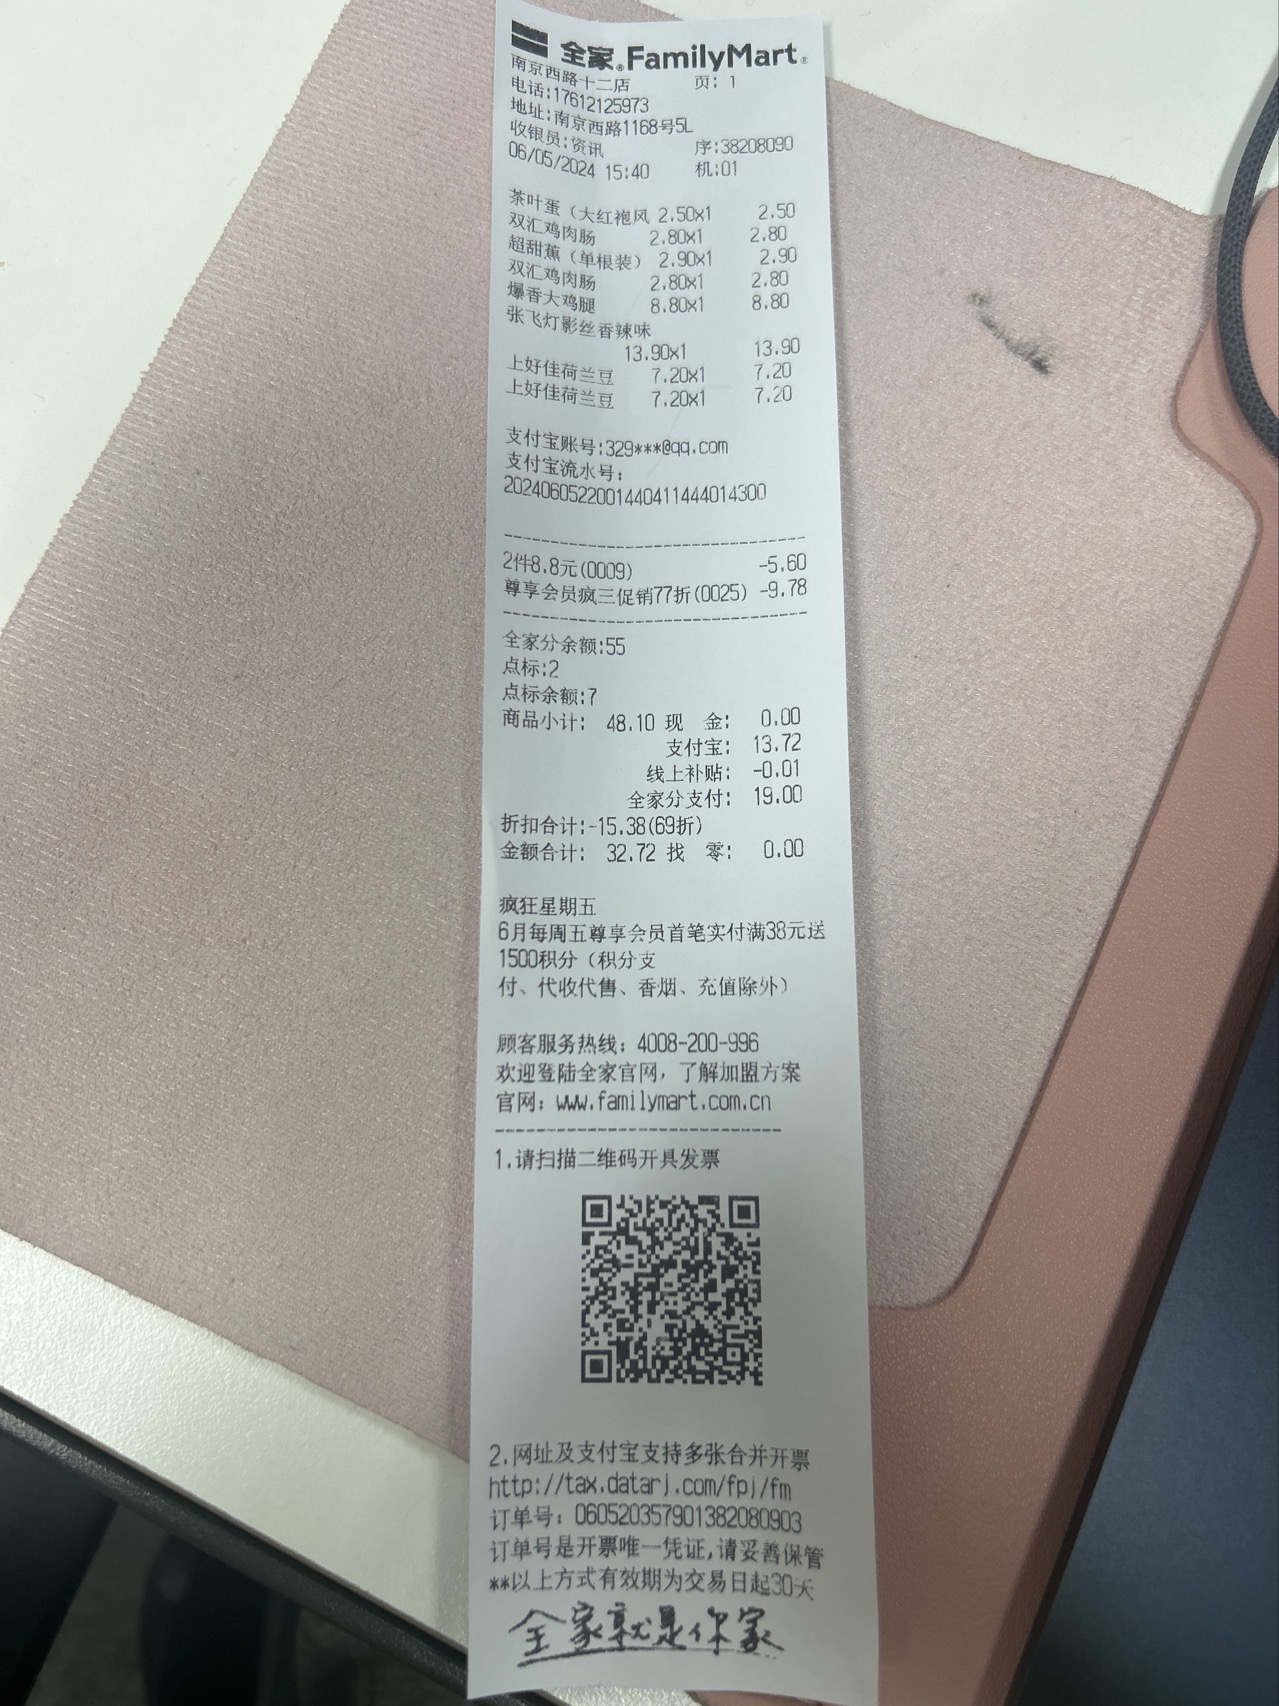 全家®FamilyMart®
南京西路十二店 页: 1
电话:17612125973
地址:南京西路1168号5L
收银员:资讯 序:38208090
06/05/2024 15:40 机:01
茶叶蛋（大红袍风 2.50x1 2.50
双汇鸡肉肠 2.80x1 2.80
超甜蕉（单根装） 2.90x1 2.90
双汇鸡肉肠 2.80x1 2.80
爆香大鸡腿 8.80x1 8.80
张飞灯影丝香辣味
13.90x1 13.90
上好佳荷兰豆 7.20x1 7.20
上好佳荷兰豆 7.20x1 7.20
支付宝账号:329***@qq.com
支付宝流水号:
2024060522001440411444014300
2件8.8元(0009) -5.60
尊享会员疯三促销77折(0025) -9.78
全家分余额:55
点标:2
点标余额:7
商品小计: 48.10 现 金: 0.00
支付宝: 13.72
线上补贴: -0.01
全家分支付: 19.00
折扣合计:-15.38(69折)
金额合计: 32.72 找 零: 0.00
疯狂星期五
6月每周五尊享会员首笔实付满38元送
1500积分（积分支
付、代收代售、香烟、充值除外）
顾客服务热线: 4008-200-996
欢迎登陆全家官网, 了解加盟方案
官网: www.familymart.com.cn
1.请扫描二维码开具发票
2.网址及支付宝支持多张合并开票
http://tax.datarj.com/fpj/fm
订单号: 0605203579013820809​03
订单号是开票唯一凭证,请妥善保管
**以上方式有效期为交易日起30天
全家就是你家